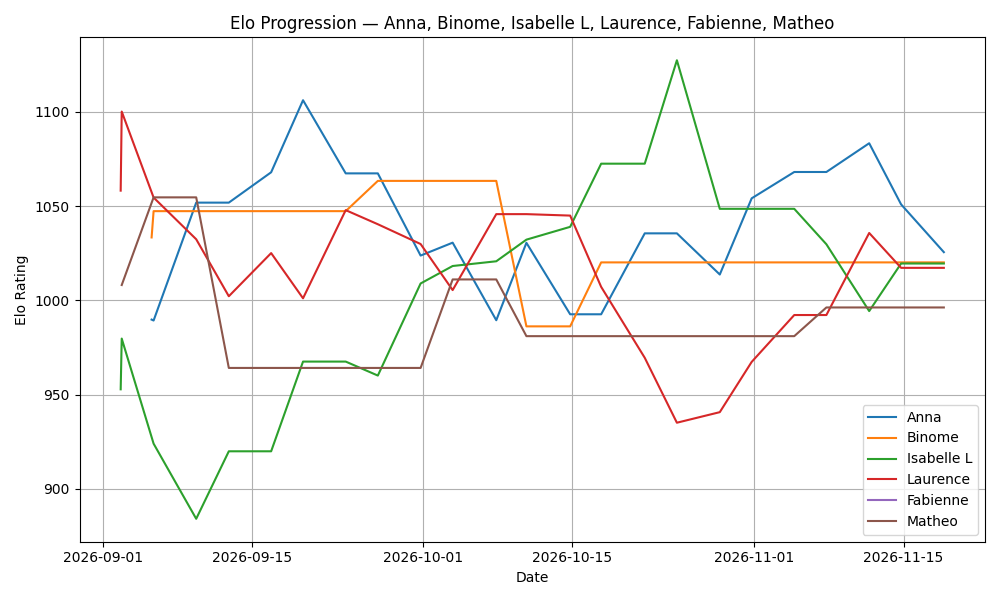 Elo Progression — Anna, Binome, Isabelle L, Laurence, Fabienne, Matheo
Elo Rating
1100
1050
1000
950
900
2026-09-01
2026-09-15
2026-10-01
2026-10-15
2026-11-01
2026-11-15
Date
Anna
Binome
Isabelle L
Laurence
Fabienne
Matheo